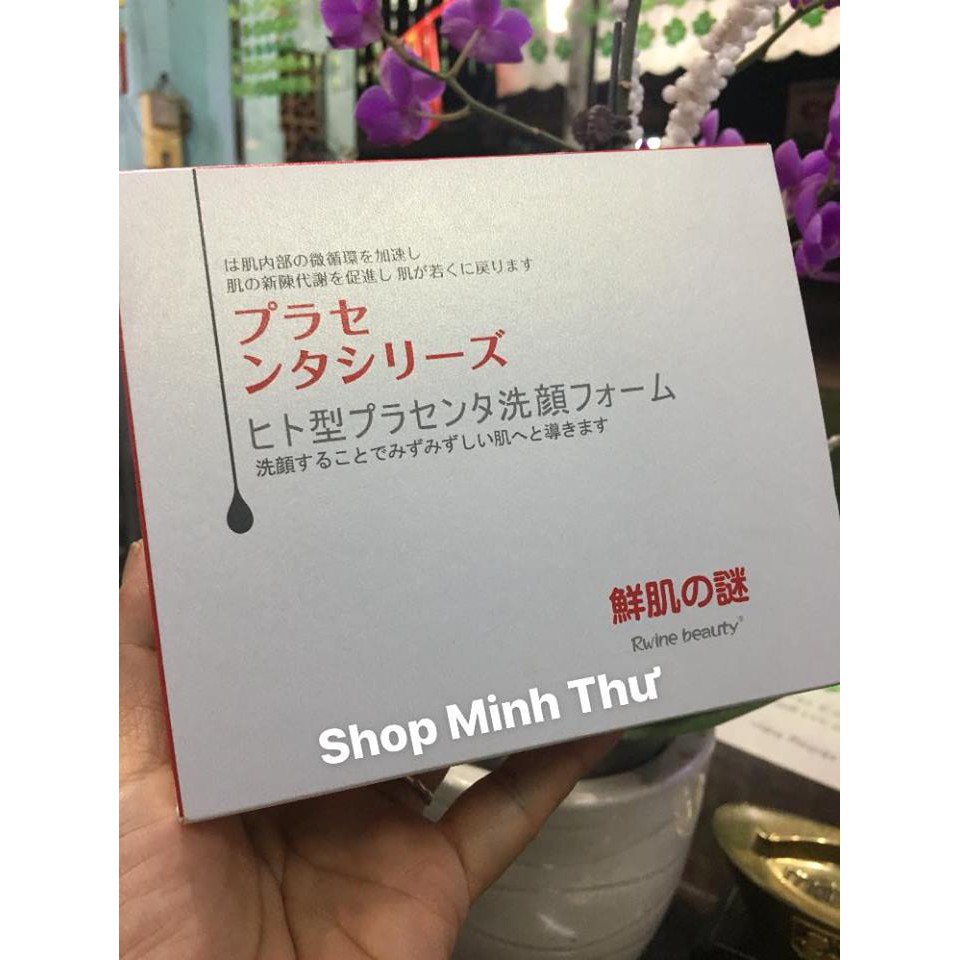 は肌内部の微循環を加速し
肌の新陳代謝を促進し 肌が若くに戻ります
プラセ
ンタシリーズ
ヒト型プラセンタ洗顔フォーム
洗顔することでみずみずしい肌へと導きます
鮮肌の謎
Rwine beauty®
Shop Minh Thư